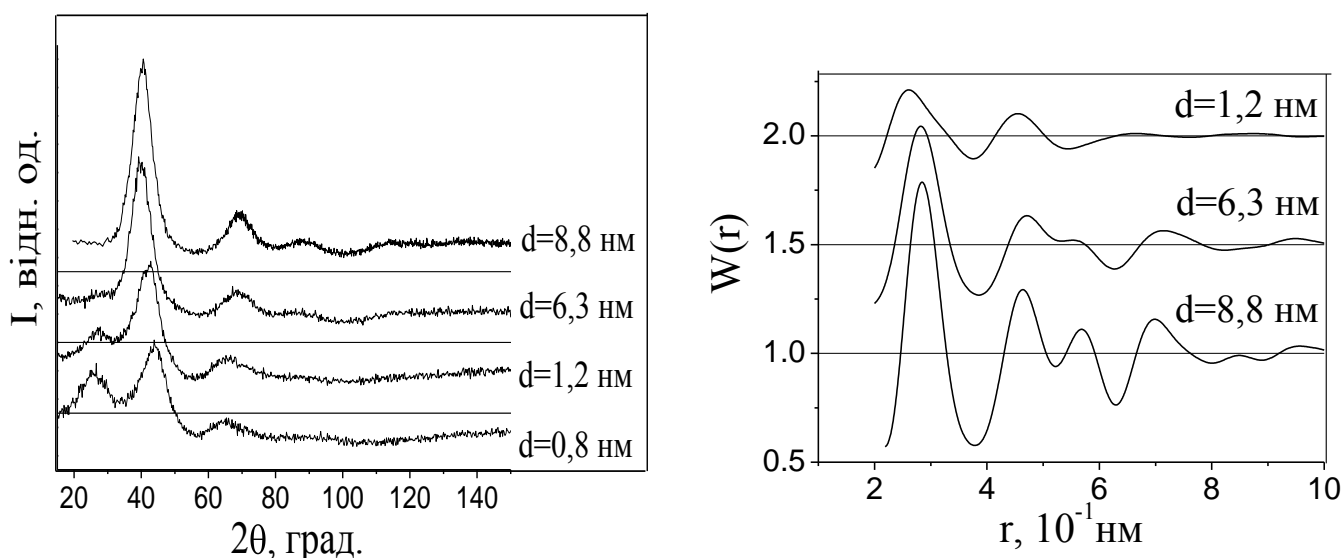 I, відн. од.
d=8,8 нм
d=6,3 нм
d=1,2 нм
d=0,8 нм
20 40 60 80 100 120 140
2θ, град.
W(r)
2.0
1.5
1.0
0.5
d=1,2 нм
d=6,3 нм
d=8,8 нм
2 4 6 8 10
r, 10⁻¹нм